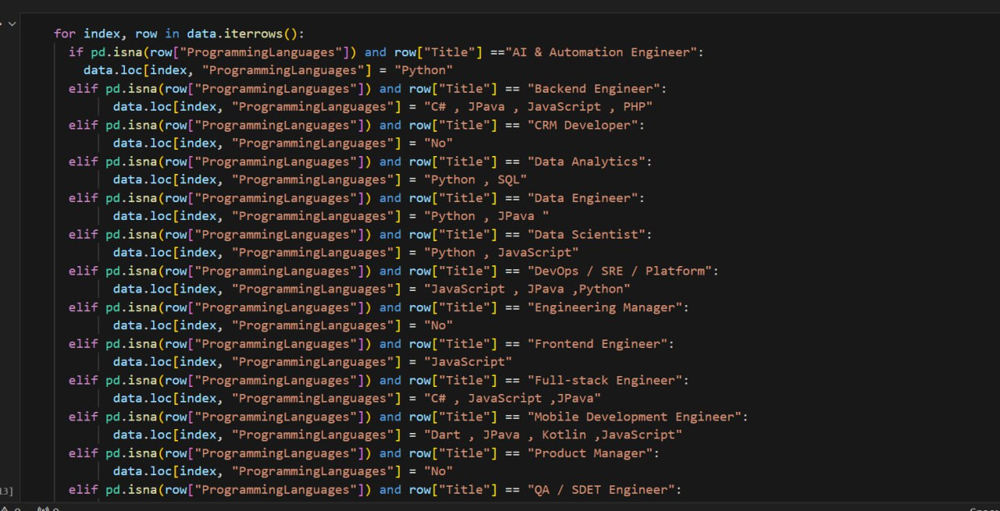 for index, row in data.iterrows():
if pd.isna(row["ProgrammingLanguages"]) and row["Title"] =="AI & Automation Engineer":
data.loc[index, "ProgrammingLanguages"] = "Python"
elif pd.isna(row["ProgrammingLanguages"]) and row["Title"] == "Backend Engineer":
data.loc[index, "ProgrammingLanguages"] = "C# , JPava , JavaScript , PHP"
elif pd.isna(row["ProgrammingLanguages"]) and row["Title"] == "CRM Developer":
data.loc[index, "ProgrammingLanguages"] = "No"
elif pd.isna(row["ProgrammingLanguages"]) and row["Title"] == "Data Analytics":
data.loc[index, "ProgrammingLanguages"] = "Python , SQL"
elif pd.isna(row["ProgrammingLanguages"]) and row["Title"] == "Data Engineer":
data.loc[index, "ProgrammingLanguages"] = "Python , JPava "
elif pd.isna(row["ProgrammingLanguages"]) and row["Title"] == "Data Scientist":
data.loc[index, "ProgrammingLanguages"] = "Python , JavaScript"
elif pd.isna(row["ProgrammingLanguages"]) and row["Title"] == "DevOps / SRE / Platform":
data.loc[index, "ProgrammingLanguages"] = "JavaScript , JPava ,Python"
elif pd.isna(row["ProgrammingLanguages"]) and row["Title"] == "Engineering Manager":
data.loc[index, "ProgrammingLanguages"] = "No"
elif pd.isna(row["ProgrammingLanguages"]) and row["Title"] == "Frontend Engineer":
data.loc[index, "ProgrammingLanguages"] = "JavaScript"
elif pd.isna(row["ProgrammingLanguages"]) and row["Title"] == "Full-stack Engineer":
data.loc[index, "ProgrammingLanguages"] = "C# , JavaScript ,JPava"
elif pd.isna(row["ProgrammingLanguages"]) and row["Title"] == "Mobile Development Engineer":
data.loc[index, "ProgrammingLanguages"] = "Dart , JPava , Kotlin ,JavaScript"
elif pd.isna(row["ProgrammingLanguages"]) and row["Title"] == "Product Manager":
data.loc[index, "ProgrammingLanguages"] = "No"
elif pd.isna(row["ProgrammingLanguages"]) and row["Title"] == "QA / SDET Engineer":